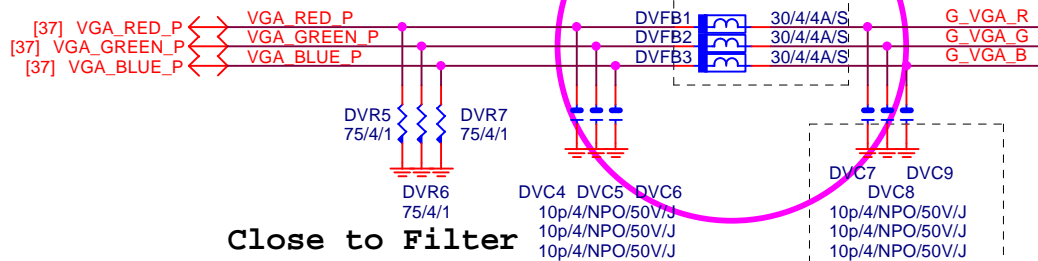 VGA_RED_P DVFB1 30/4/4A/S G_VGA_R
[37] VGA_RED_P
VGA_GREEN_P DVFB2 30/4/4A/S G_VGA_G
[37] VGA_GREEN_P
VGA_BLUE_P DVFB3 30/4/4A/S G_VGA_B
[37] VGA_BLUE_P
DVR5 DVR7
75/4/1 75/4/1
DVC7 DVC9
DVR6 DVC4 DVC5 DVC6 DVC8
75/4/1 10p/4/NPO/50V/J 10p/4/NPO/50V/J
Close to Filter 10p/4/NPO/50V/J 10p/4/NPO/50V/J
10p/4/NPO/50V/J 10p/4/NPO/50V/J